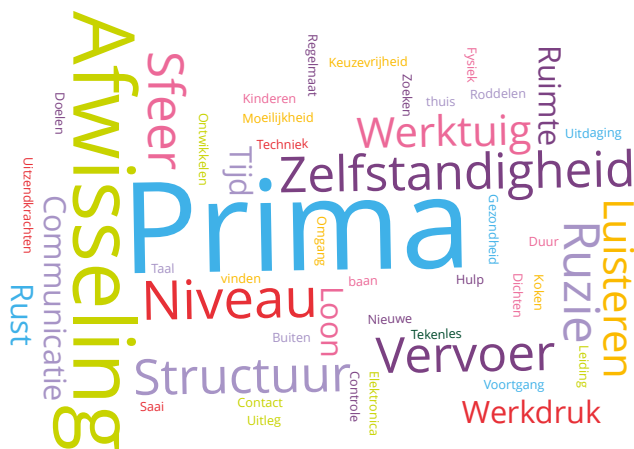 Afwisseling
Sfeer
Regelmaat
Keuzevrijheid
Fysiek
Ruimte
Doelen
Kinderen
Zoeken
thuis
Roddelen
Ontwikkelen
Moeilijkheid
Werktuig
Uitdaging
Techniek
Tijd
Zelfstandigheid
Uitzendkrachten
Communicatie
Prima
Omgang
Gezondheid
Luisteren
Duur
Ruzie
Taal
vinden
baan
Hulp
Dichten
Koken
Rust
Niveau
Loon
Nieuwe
Buiten
Tekenles
Vervoer
Leiding
Structuur
Controle
Elektronica
Voortgang
Saai
Contact
Uitleg
Werkdruk